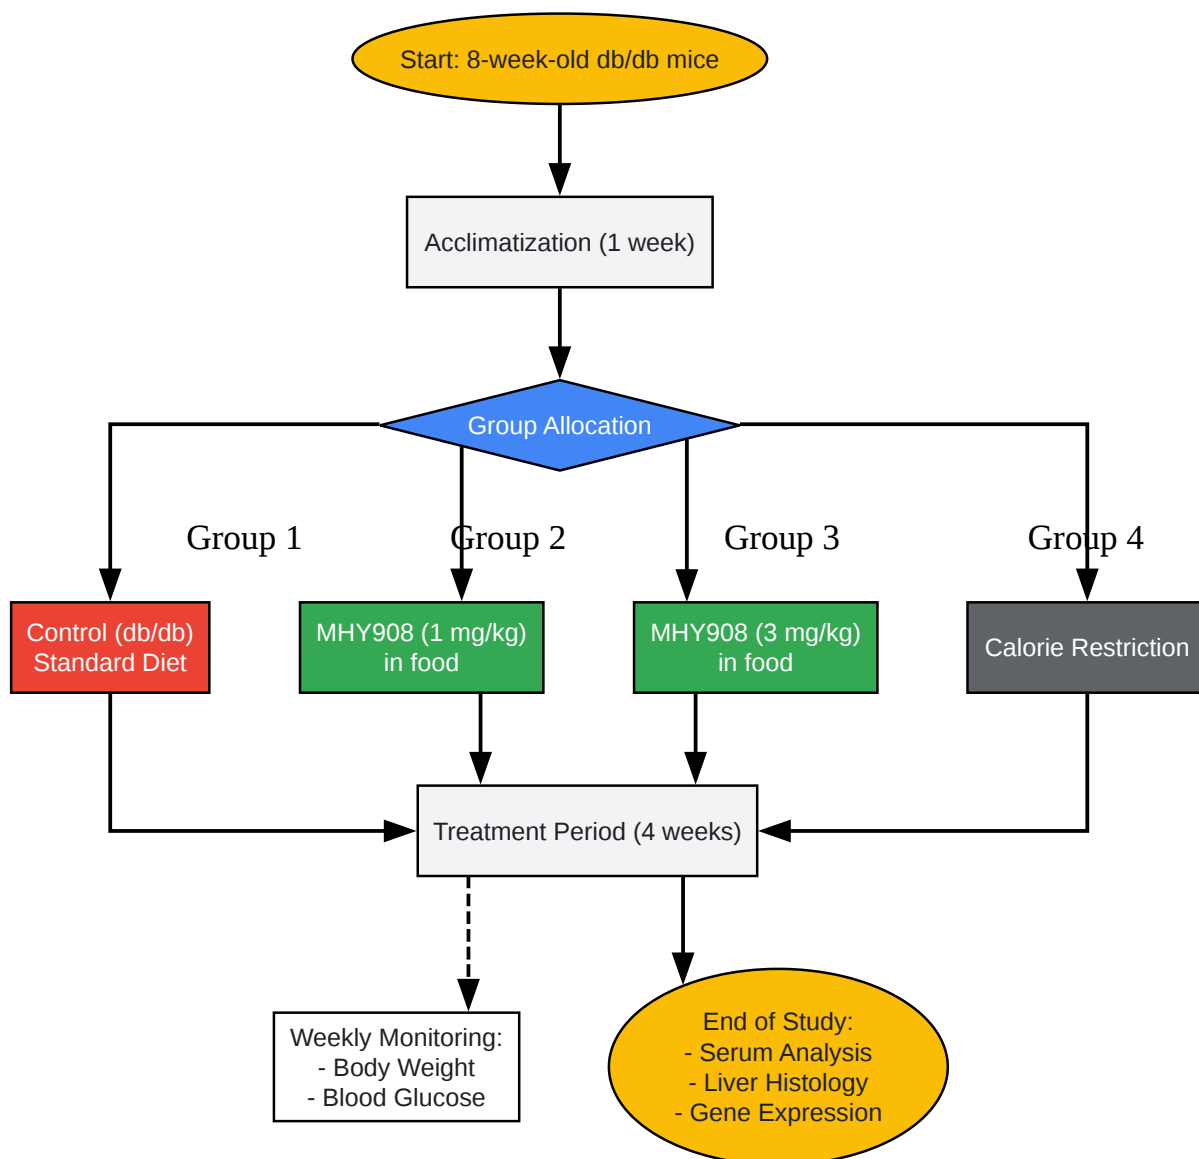 Start: 8-week-old db/db mice
Acclimatization (1 week)
Group Allocation
Group 1
Group 2
Group 3
Group 4
Control (db/db)
Standard Diet
MHY908 (1 mg/kg)
in food
MHY908 (3 mg/kg)
in food
Calorie Restriction
Treatment Period (4 weeks)
Weekly Monitoring:
- Body Weight
- Blood Glucose
End of Study:
- Serum Analysis
- Liver Histology
- Gene Expression